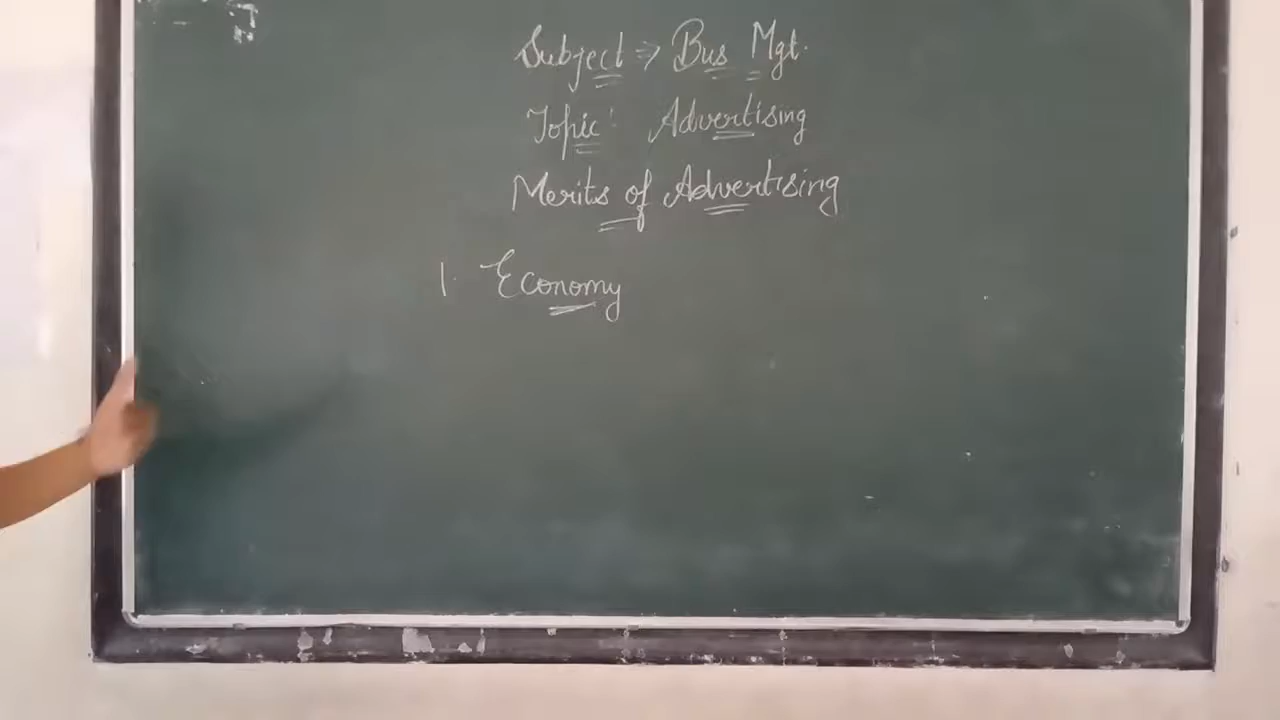 Subject => Bus Mgt.
Topic: Advertising
Merits of Advertising
1. Economy